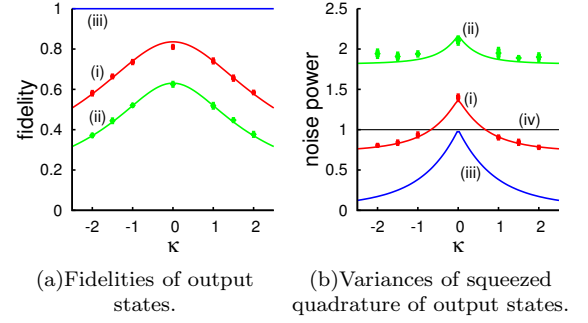 1
0.8
0.6
0.4
0.2
0
fidelity
(iii)
(i)
(ii)
-2 -1 0 1 2
κ
(a)Fidelities of output
states.
2.5
2
1.5
1
0.5
0
noise power
(ii)
(i)
(iv)
(iii)
-2 -1 0 1 2
κ
(b)Variances of squeezed
quadrature of output states.